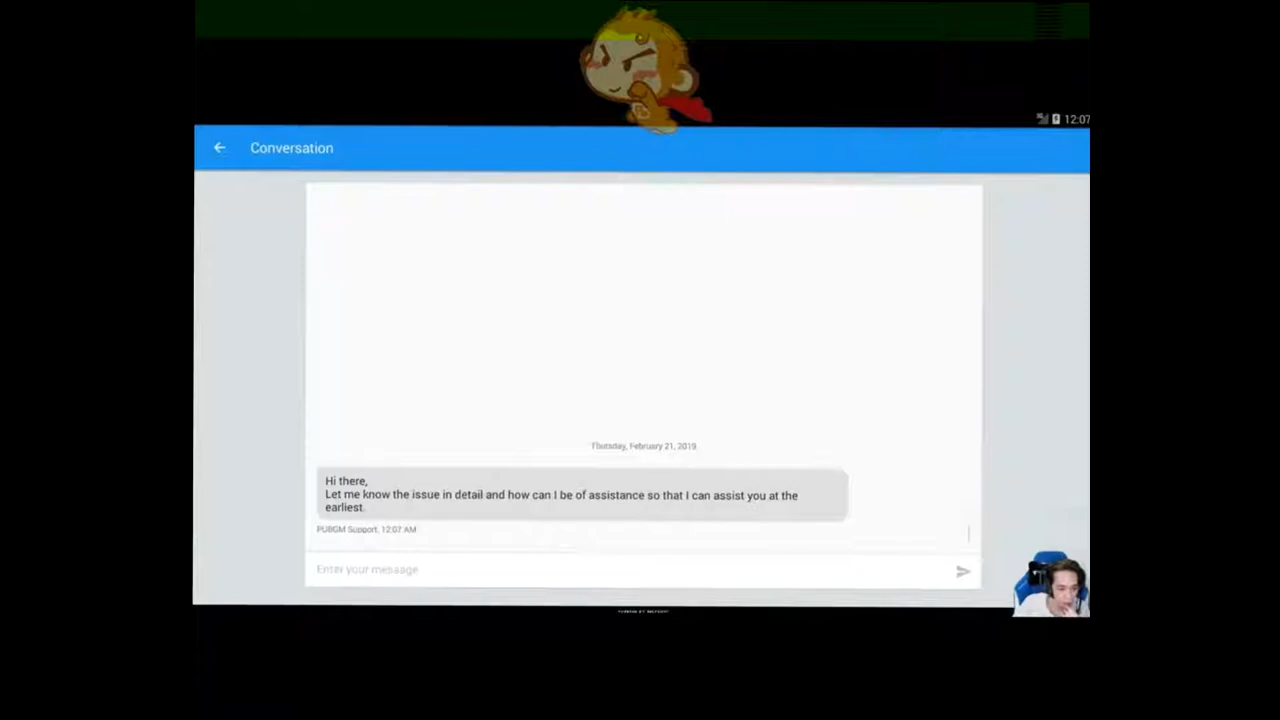 12:07
Conversation
Thursday, February 21, 2019
Hi there,
Let me know the issue in detail and how can I be of assistance so that I can assist you at the
earliest.
PUBGM Support, 12:07 AM
Enter your message